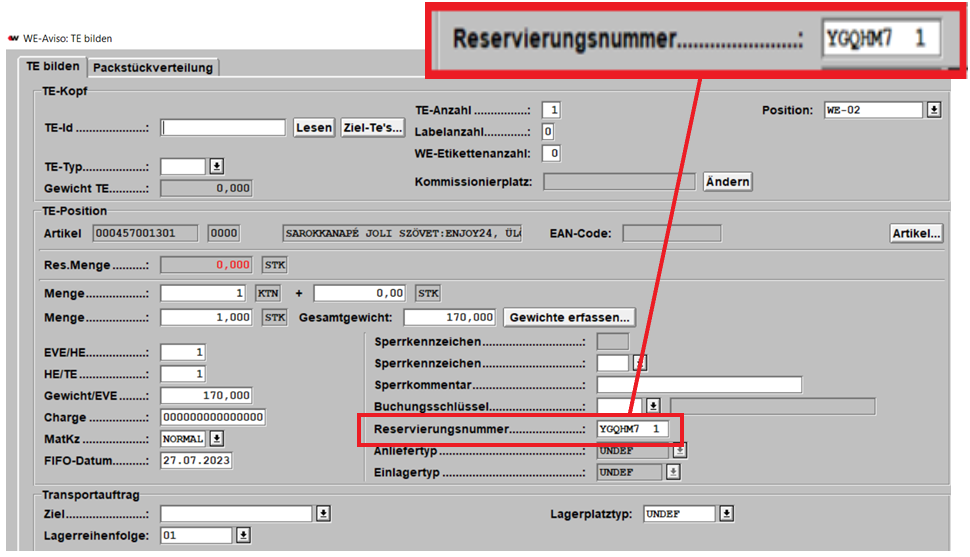 WE-Aviso: TE bilden
Reservierungsnummer......................: YGQHM7 1
TE bilden Packstückverteilung
TE-Kopf
TE-Id ......................: Lesen Ziel-Te's...
TE-Anzahl ................: 1
Position: WE-02
Labelanzahl.............: 0
WE-Etikettenanzahl: 0
TE-Typ....................:
Gewicht TE...........: 0,000
Kommissionierplatz: Ändern
TE-Position
Artikel 000457001301 0000 SAROKKANAPÉ JOLI SZÖVET:ENJOY24, EAN-Code: Artikel...
Res.Menge .........: 0,000 STK
Menge..................: 1 KTN + 0,00 STK
Menge..................: 1,000 STK Gesamtgewicht: 170,000 Gewichte erfassen...
Sperrkennzeichen.........................:
EVE/HE..................: 1
Sperrkennzeichen.........................:
HE/TE....................: 1
Sperrkommentar...........................:
Gewicht/EVE .......: 170,000
Buchungsschlüssel.......................:
Charge .................: 000000000000000
Reservierungsnummer.................: YGQHM7 1
MatKz ...................: NORMAL
Anliefertyp ..................................: UNDEF
FIFO-Datum.........: 27.07.2023
Einlagertyp ..................................: UNDEF
Transportauftrag
Ziel........................:
Lagerplatztyp: UNDEF
Lagerreihenfolge: 01